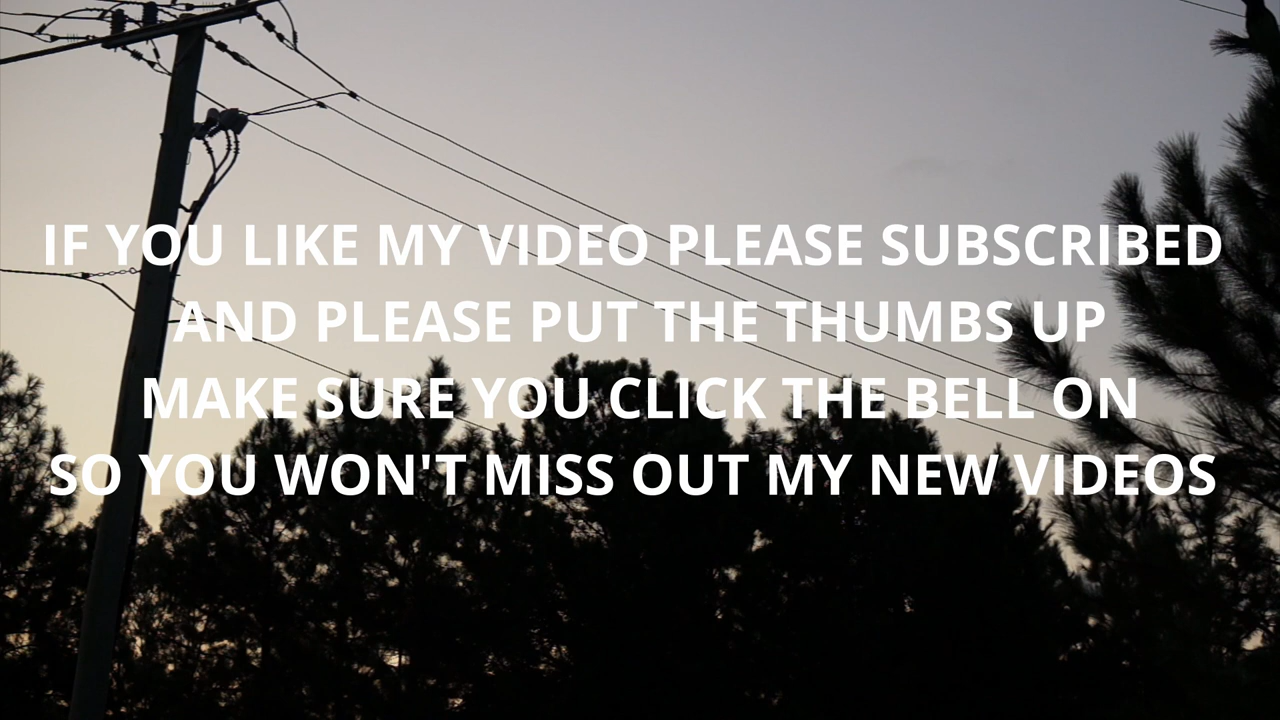 IF YOU LIKE MY VIDEO PLEASE SUBSCRIBED
AND PLEASE PUT THE THUMBS UP
MAKE SURE YOU CLICK THE BELL ON
SO YOU WON'T MISS OUT MY NEW VIDEOS